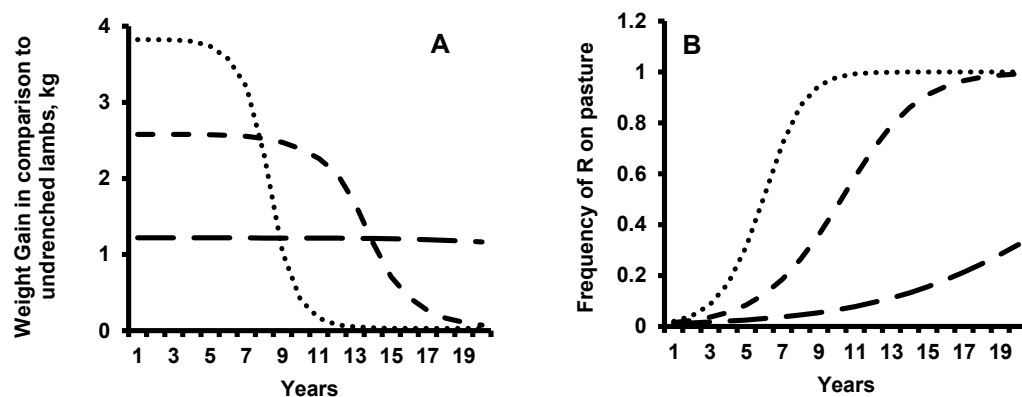 A
Weight Gain in comparison to
undrenched lambs, kg
4
3
2
1
0
1 3 5 7 9 11 13 15 17 19
Years
B
Frequency of R on pasture
1.2
1
0.8
0.6
0.4
0.2
0
1 3 5 7 9 11 13 15 17 19
Years